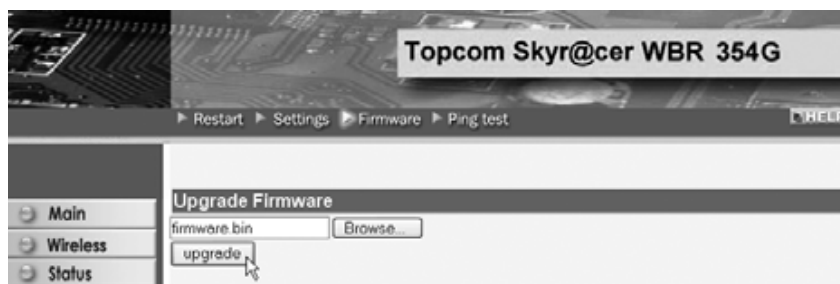 Topcom Skyr@cer WBR 354G
Restart Settings Firmware Ping test HELP
Upgrade Firmware
Main
firmware.bin Browse...
Wireless
upgrade
Status